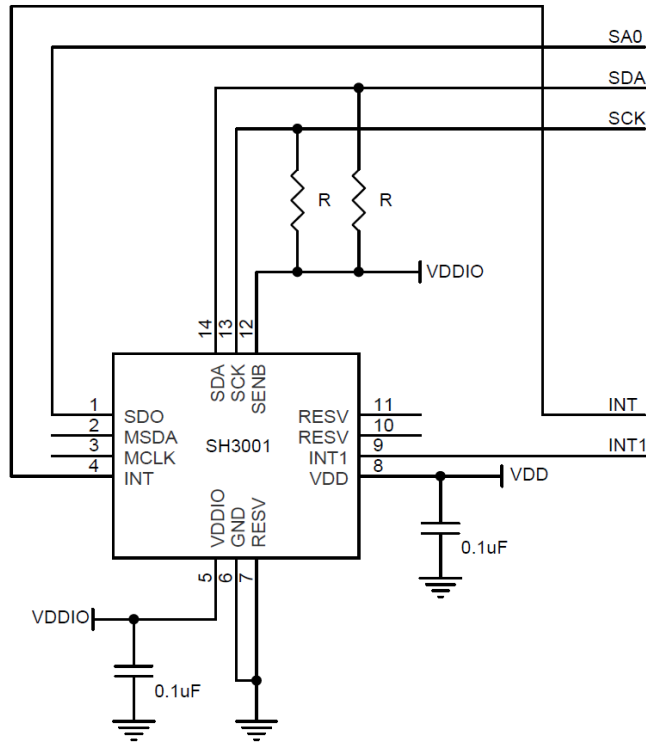 SA0
SDA
SCK
R R
VDDIO
14 13 12
SDA SCK SENB
1 SDO RESV 11
2 MSDA RESV 10
3 MCLK SH3001 INT1 9
4 INT VDD 8
INT
INT1
VDD
VDDIO GND RESV
5 6 7
0.1uF
VDDIO
0.1uF